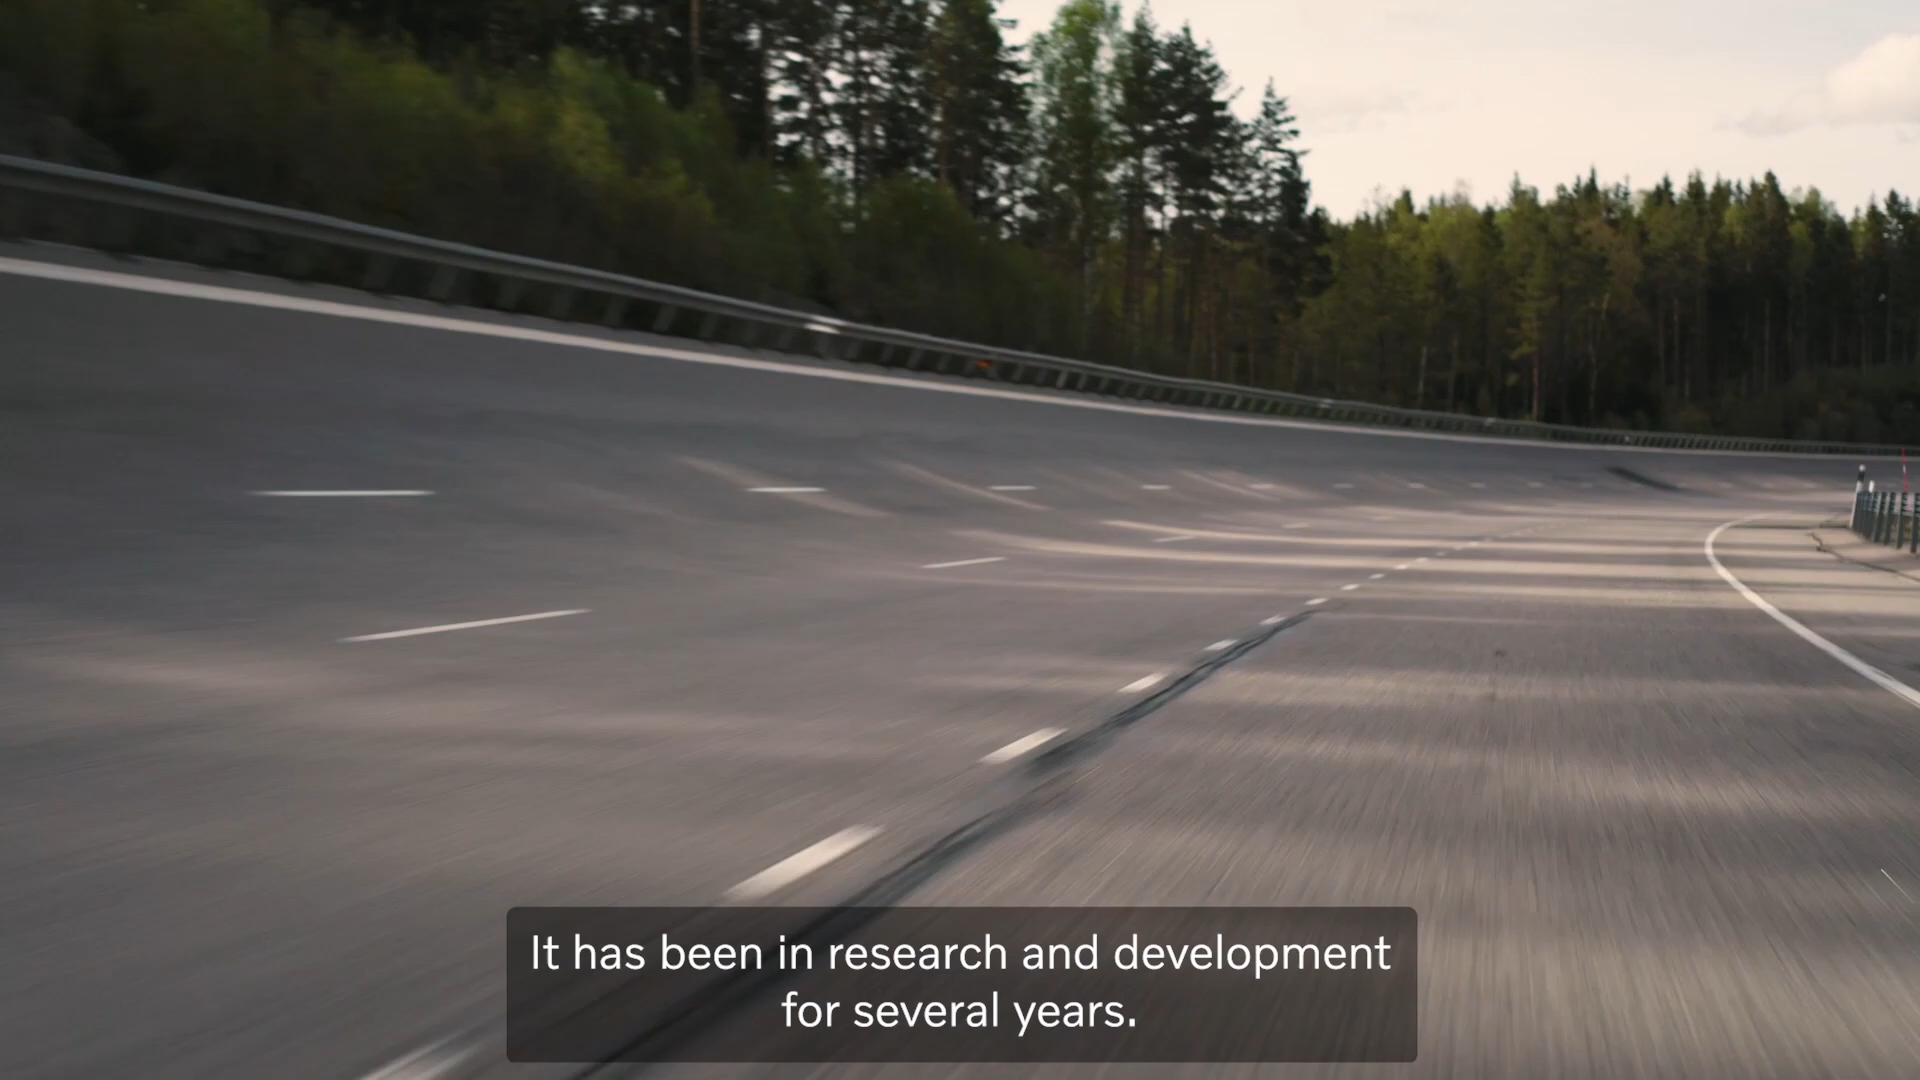 It has been in research and development
for several years.